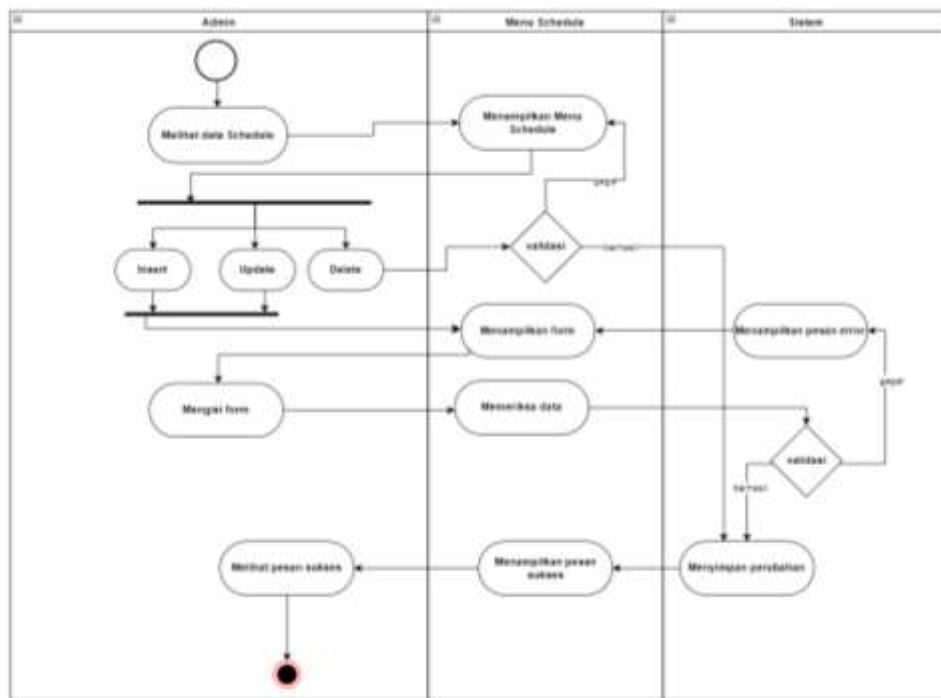 Admin
Menu Schedule
Sistem
Melihat data Schedule
Menampilkan Menu
Schedule
gagal
validasi
berhasil
Insert
Update
Delete
Menampilkan form
Menampilkan pesan error
gagal
Mengisi form
Memeriksa data
validasi
berhasil
Melihat pesan sukses
Menampilkan pesan
sukses
Menyimpan perubahan